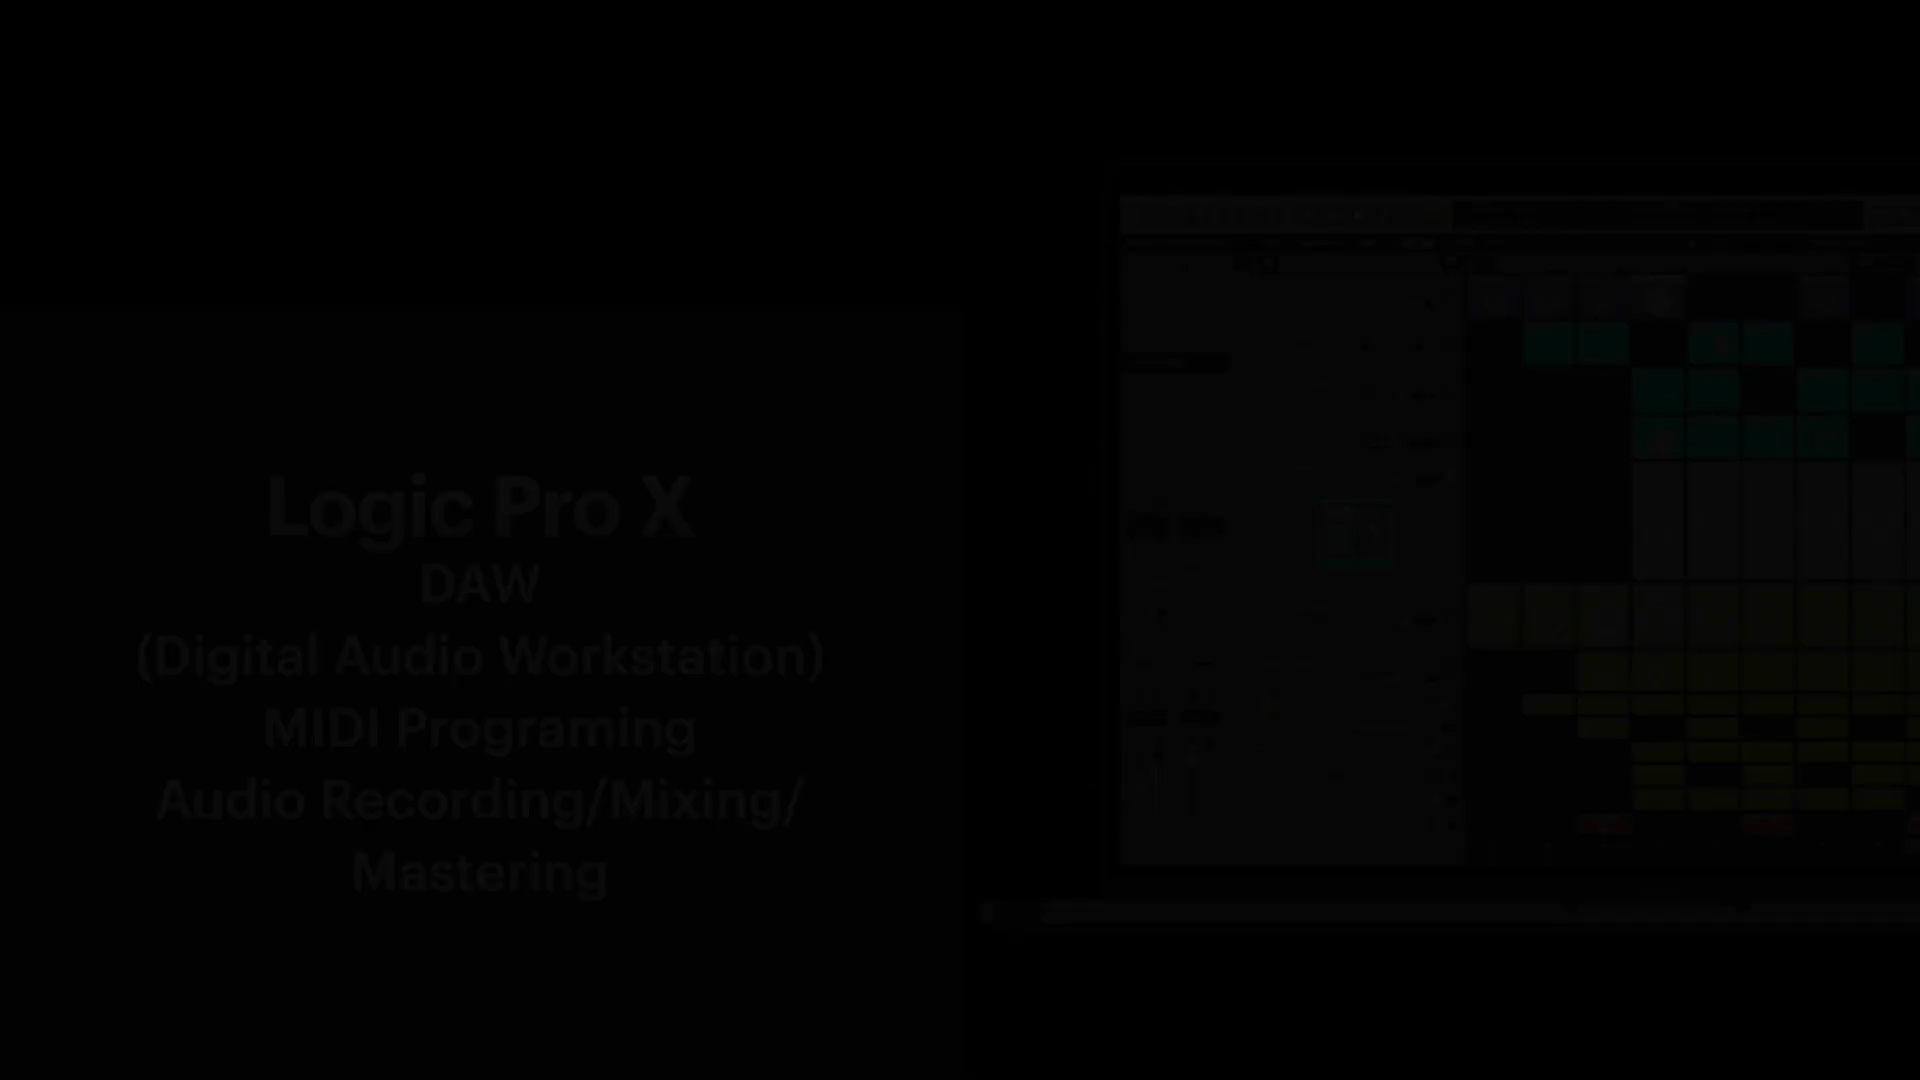 Logic Pro X
DAW
(Digital Audio Workstation)
MIDI Programing
Audio Recording/Mixing/
Mastering